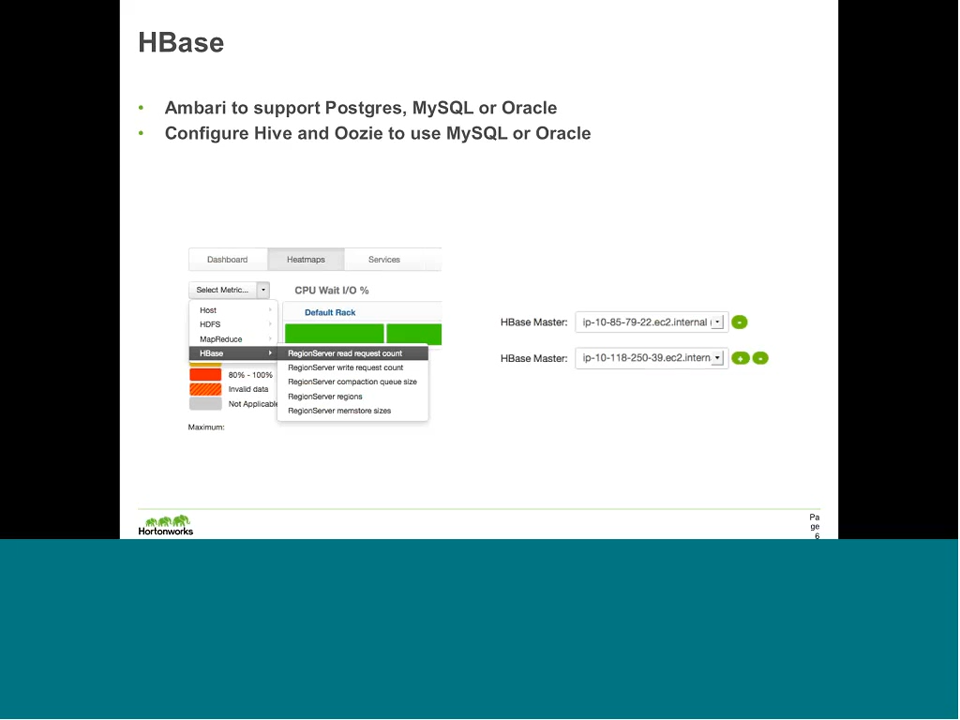 HBase
• Ambari to support Postgres, MySQL or Oracle
• Configure Hive and Oozie to use MySQL or Oracle
Dashboard Heatmaps Services
Select Metric...
CPU Wait I/O %
Host
HDFS
MapReduce
HBase
Default Rack
RegionServer read request count
RegionServer write request count
RegionServer compaction queue size
RegionServer regions
RegionServer memstore sizes
80% - 100%
Invalid data
Not Applicable
Maximum:
HBase Master: ip-10-85-79-22.ec2.internal (
HBase Master: ip-10-118-250-39.ec2.intern
Hortonworks
Pa
ge
6